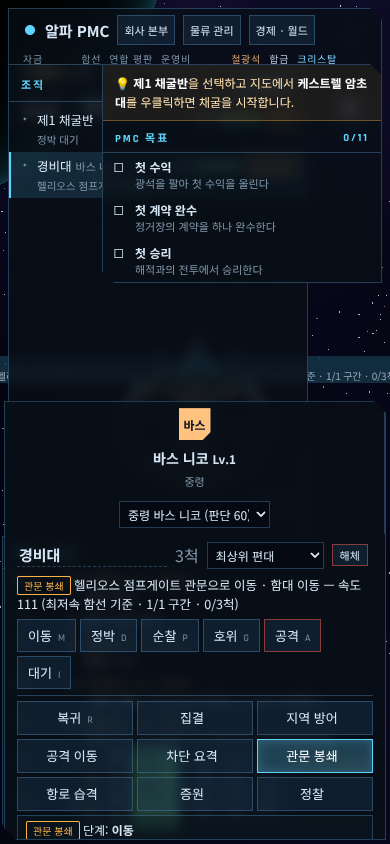 알파 PMC 회사 본부 물류 관리 경제 · 월드
자금 함선 연합 평판 운영비 철광석 합금 크리스탈
조직
💡 제1 채굴반을 선택하고 지도에서 케스트렐 암초
대를 우클릭하면 채굴을 시작합니다.
PMC 목표 0/11
제1 채굴반
정박 대기
경비대 바스 니
헬리오스 점프게
첫 수익
광석을 팔아 첫 수익을 올린다
첫 계약 완수
정거장의 계약을 하나 완수한다
첫 승리
해적과의 전투에서 승리한다
준 · 1/1 구간 · 0/3척
바스
바스 니코 Lv.1
중령
중령 바스 니코 (판단 60)
경비대 3척 최상위 편대 해체
관문 봉쇄 헬리오스 점프게이트 관문으로 이동 · 함대 이동 — 속도
111 (최저속 함선 기준 · 1/1 구간 · 0/3척)
이동 M 정박 D 순찰 P 호위 G 공격 A
대기 I
복귀 R 집결 지역 방어
공격 이동 차단 요격 관문 봉쇄
항로 습격 증원 정찰
관문 봉쇄 단계: 이동